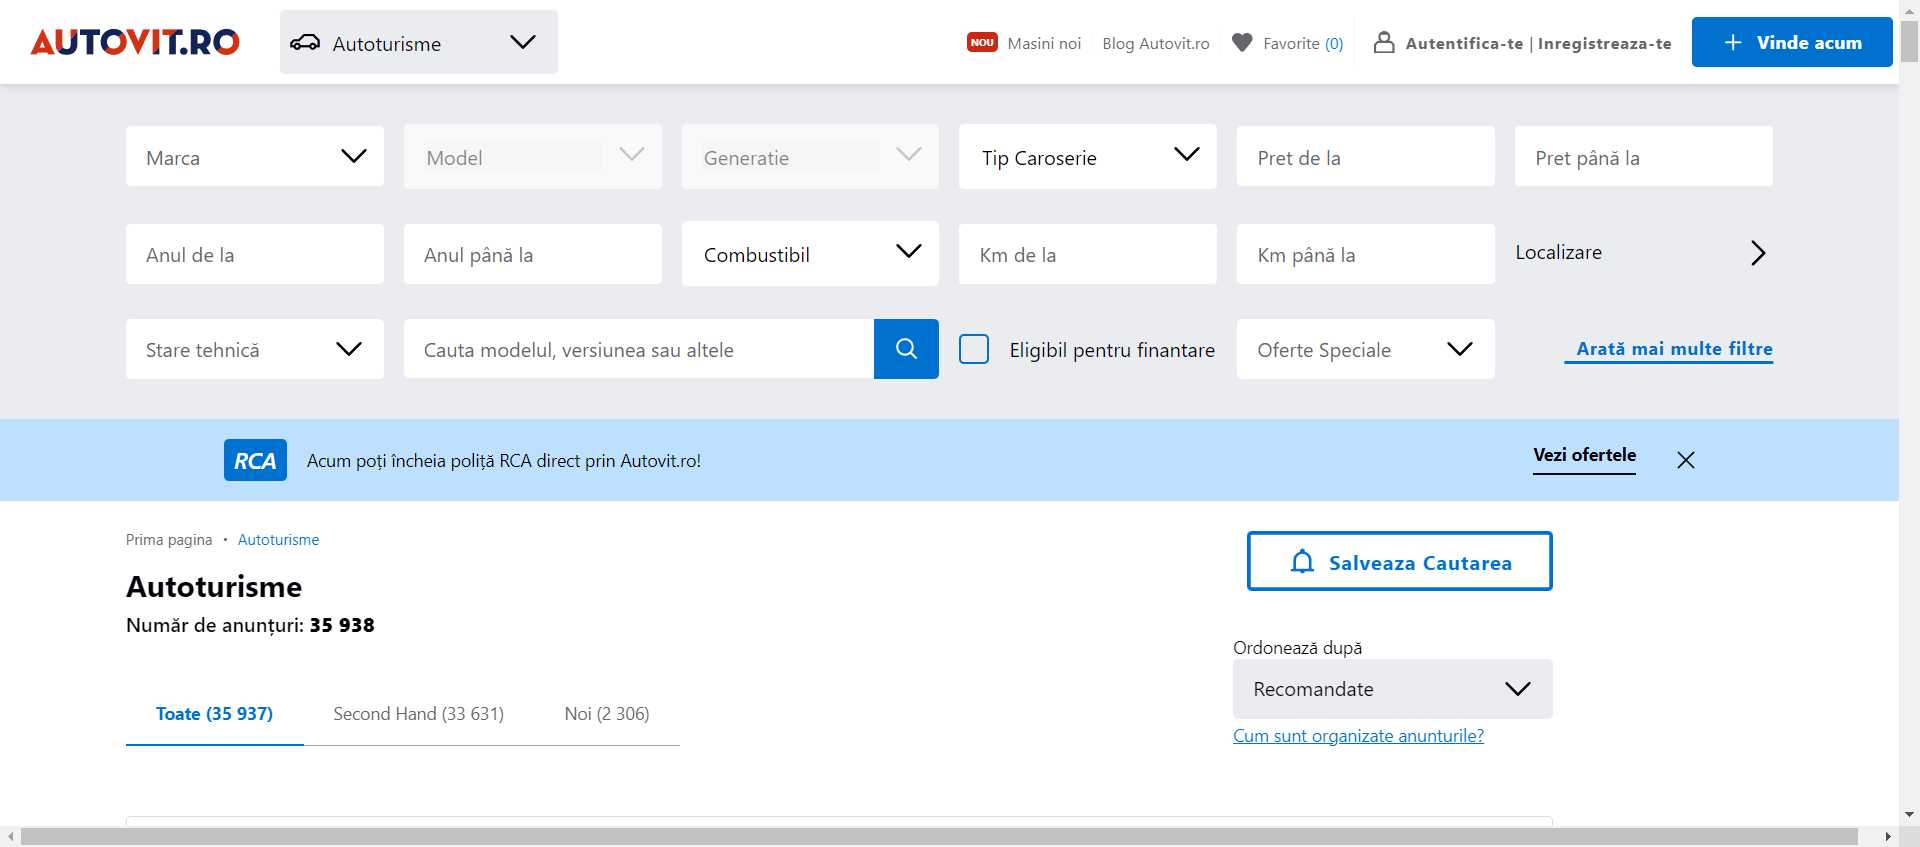 AUTOVIT.RO
Autoturisme
NOU Masini noi
Blog Autovit.ro
Favorite (0)
Autentifica-te | Inregistreaza-te
Vinde acum
Marca
Model
Generatie
Tip Caroserie
Pret de la
Pret până la
Anul de la
Anul până la
Combustibil
Km de la
Km până la
Localizare
Stare tehnică
Cauta modelul, versiunea sau altele
Eligibil pentru finantare
Oferte Speciale
Arată mai multe filtre
RCA
Acum poți încheia poliță RCA direct prin Autovit.ro!
Vezi ofertele
Prima pagina • Autoturisme
Autoturisme
Număr de anunțuri: 35 938
Salveaza Cautarea
Ordonează după
Recomandate
Cum sunt organizate anunturile?
Toate (35 937)
Second Hand (33 631)
Noi (2 306)